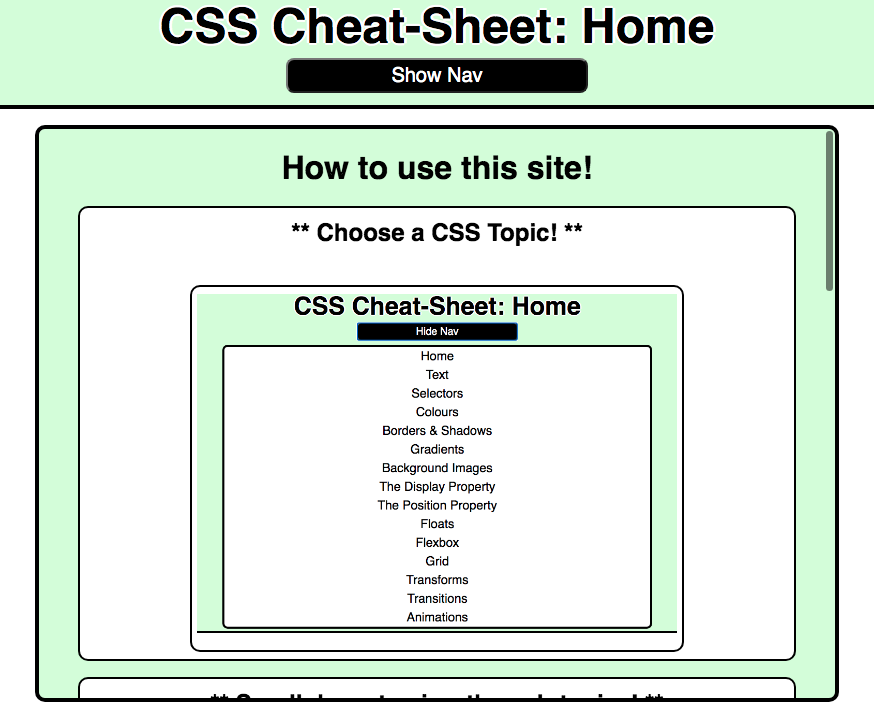 CSS Cheat-Sheet: Home
Show Nav
How to use this site!
** Choose a CSS Topic! **
CSS Cheat-Sheet: Home
Hide Nav
Home
Text
Selectors
Colours
Borders & Shadows
Gradients
Background Images
The Display Property
The Position Property
Floats
Flexbox
Grid
Transforms
Transitions
Animations